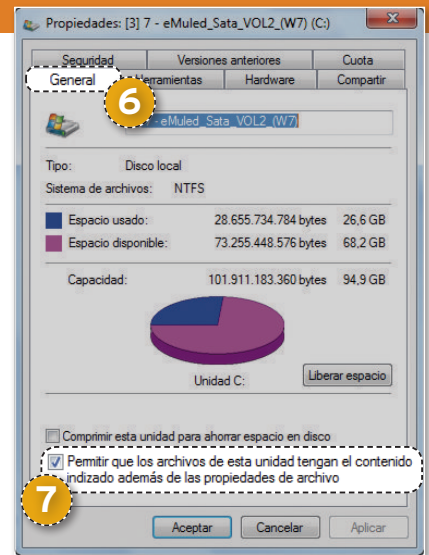 Propiedades: [3] 7 - eMuled_Sata_VOL2_(W7) (C:)
Seguridad Versiones anteriores Cuota
General Herramientas Hardware Compartir
6
7 - eMuled_Sata_VOL2_(W7)
Tipo: Disco local
Sistema de archivos: NTFS
Espacio usado: 28.655.734.784 bytes 26,6 GB
Espacio disponible: 73.255.448.576 bytes 68,2 GB
Capacidad: 101.911.183.360 bytes 94,9 GB
Unidad C: Liberar espacio
Comprimir esta unidad para ahorrar espacio en disco
Permitir que los archivos de esta unidad tengan el contenido
indizado además de las propiedades de archivo
7
Aceptar Cancelar Aplicar